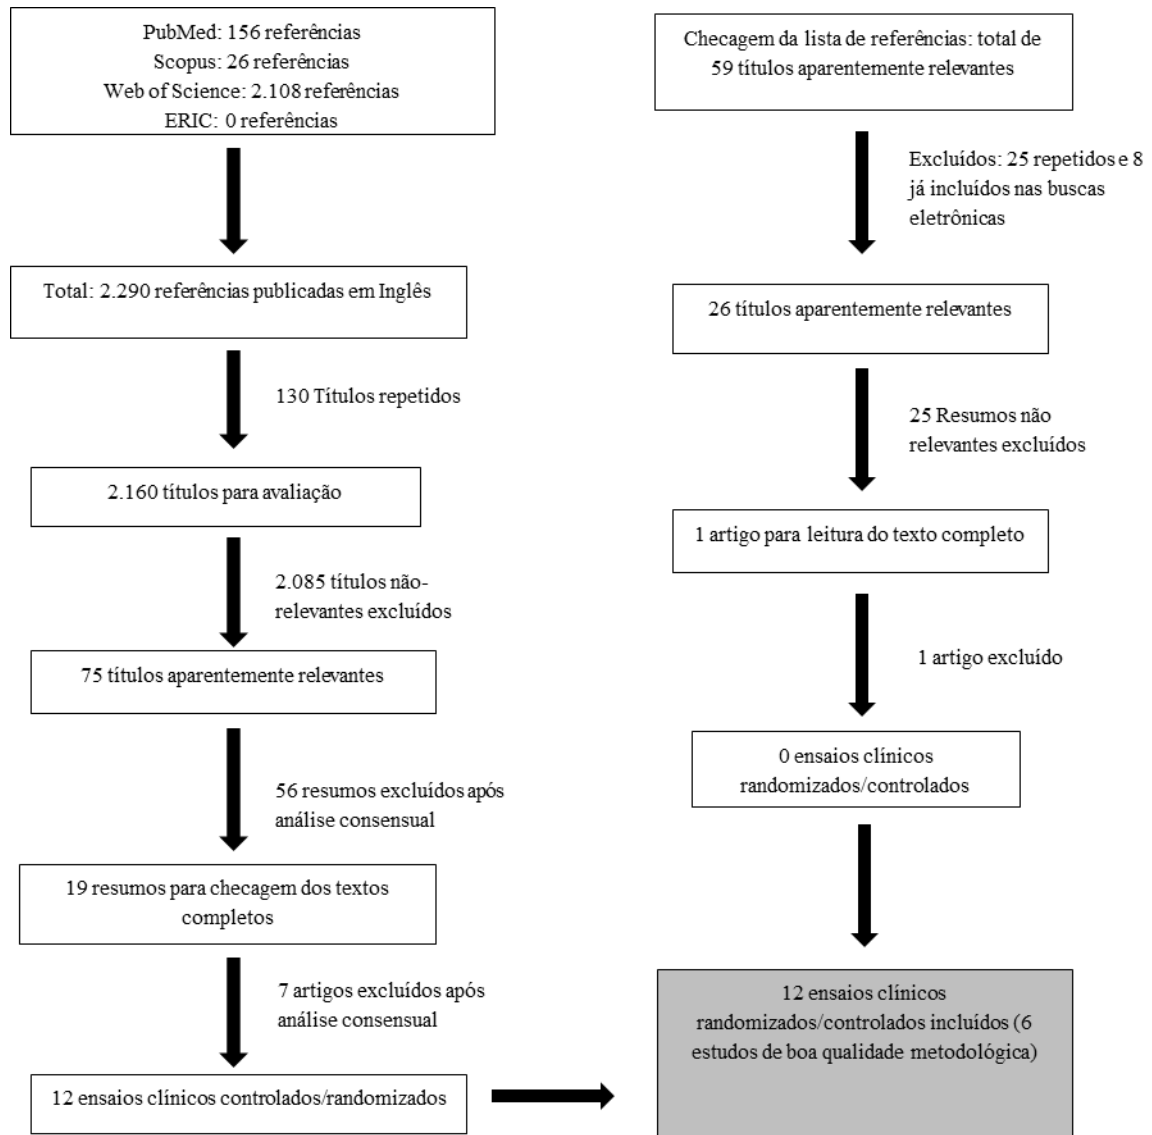 PubMed: 156 referências
Scopus: 26 referências
Web of Science: 2.108 referências
ERIC: 0 referências
Total: 2.290 referências publicadas em Inglês
130 Títulos repetidos
2.160 títulos para avaliação
2.085 títulos não-
relevantes excluídos
75 títulos aparentemente relevantes
56 resumos excluídos após
análise consensual
19 resumos para checagem dos textos
completos
7 artigos excluídos após
análise consensual
12 ensaios clínicos controlados/randomizados
Checagem da lista de referências: total de
59 títulos aparentemente relevantes
Excluídos: 25 repetidos e 8
já incluídos nas buscas
eletrônicas
26 títulos aparentemente relevantes
25 Resumos não
relevantes excluídos
1 artigo para leitura do texto completo
1 artigo excluído
0 ensaios clínicos
randomizados/controlados
12 ensaios clínicos
randomizados/controlados incluídos (6
estudos de boa qualidade metodológica)